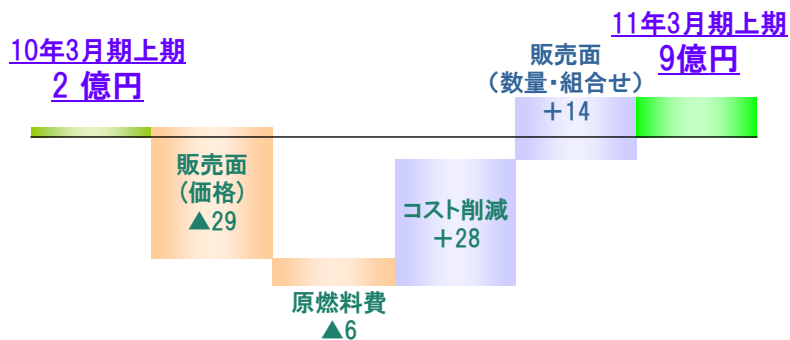 10年3月期上期
2 億円
販売面
(価格)
▲29
原燃料費
▲6
コスト削減
＋28
販売面
(数量・組合せ)
＋14
11年3月期上期
9億円